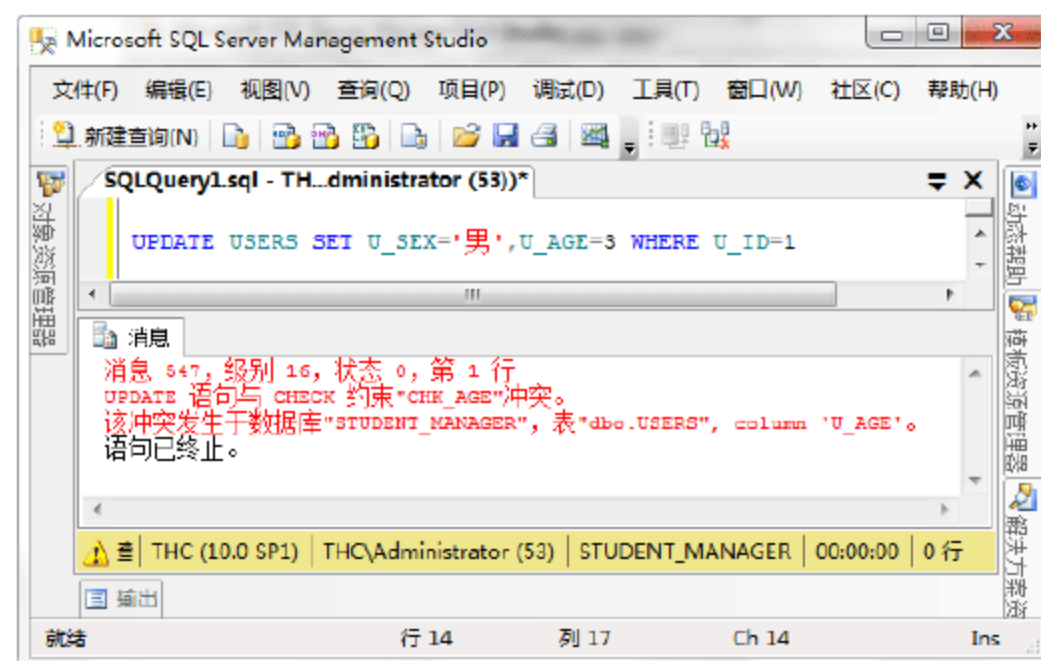 Microsoft SQL Server Management Studio
文件(F) 编辑(E) 视图(V) 查询(Q) 项目(P) 调试(D) 工具(T) 窗口(W) 社区(C) 帮助(H)
新建查询(N)
SQLQuery1.sql - TH...dministrator (53))*
对象资源管理器
UPDATE USERS SET U_SEX='男',U_AGE=3 WHERE U_ID=1
消息
消息 547，级别 16，状态 0，第 1 行
UPDATE 语句与 CHECK 约束"CHK_AGE"冲突。
该冲突发生于数据库"STUDENT_MANAGER"，表"dbo.USERS", column 'U_AGE'。
语句已终止。
THC (10.0 SP1) THC\Administrator (53) STUDENT_MANAGER 00:00:00 0 行
动态帮助
模板资源管理器
解决方案资
输出
就绪 行 14 列 17 Ch 14 Ins